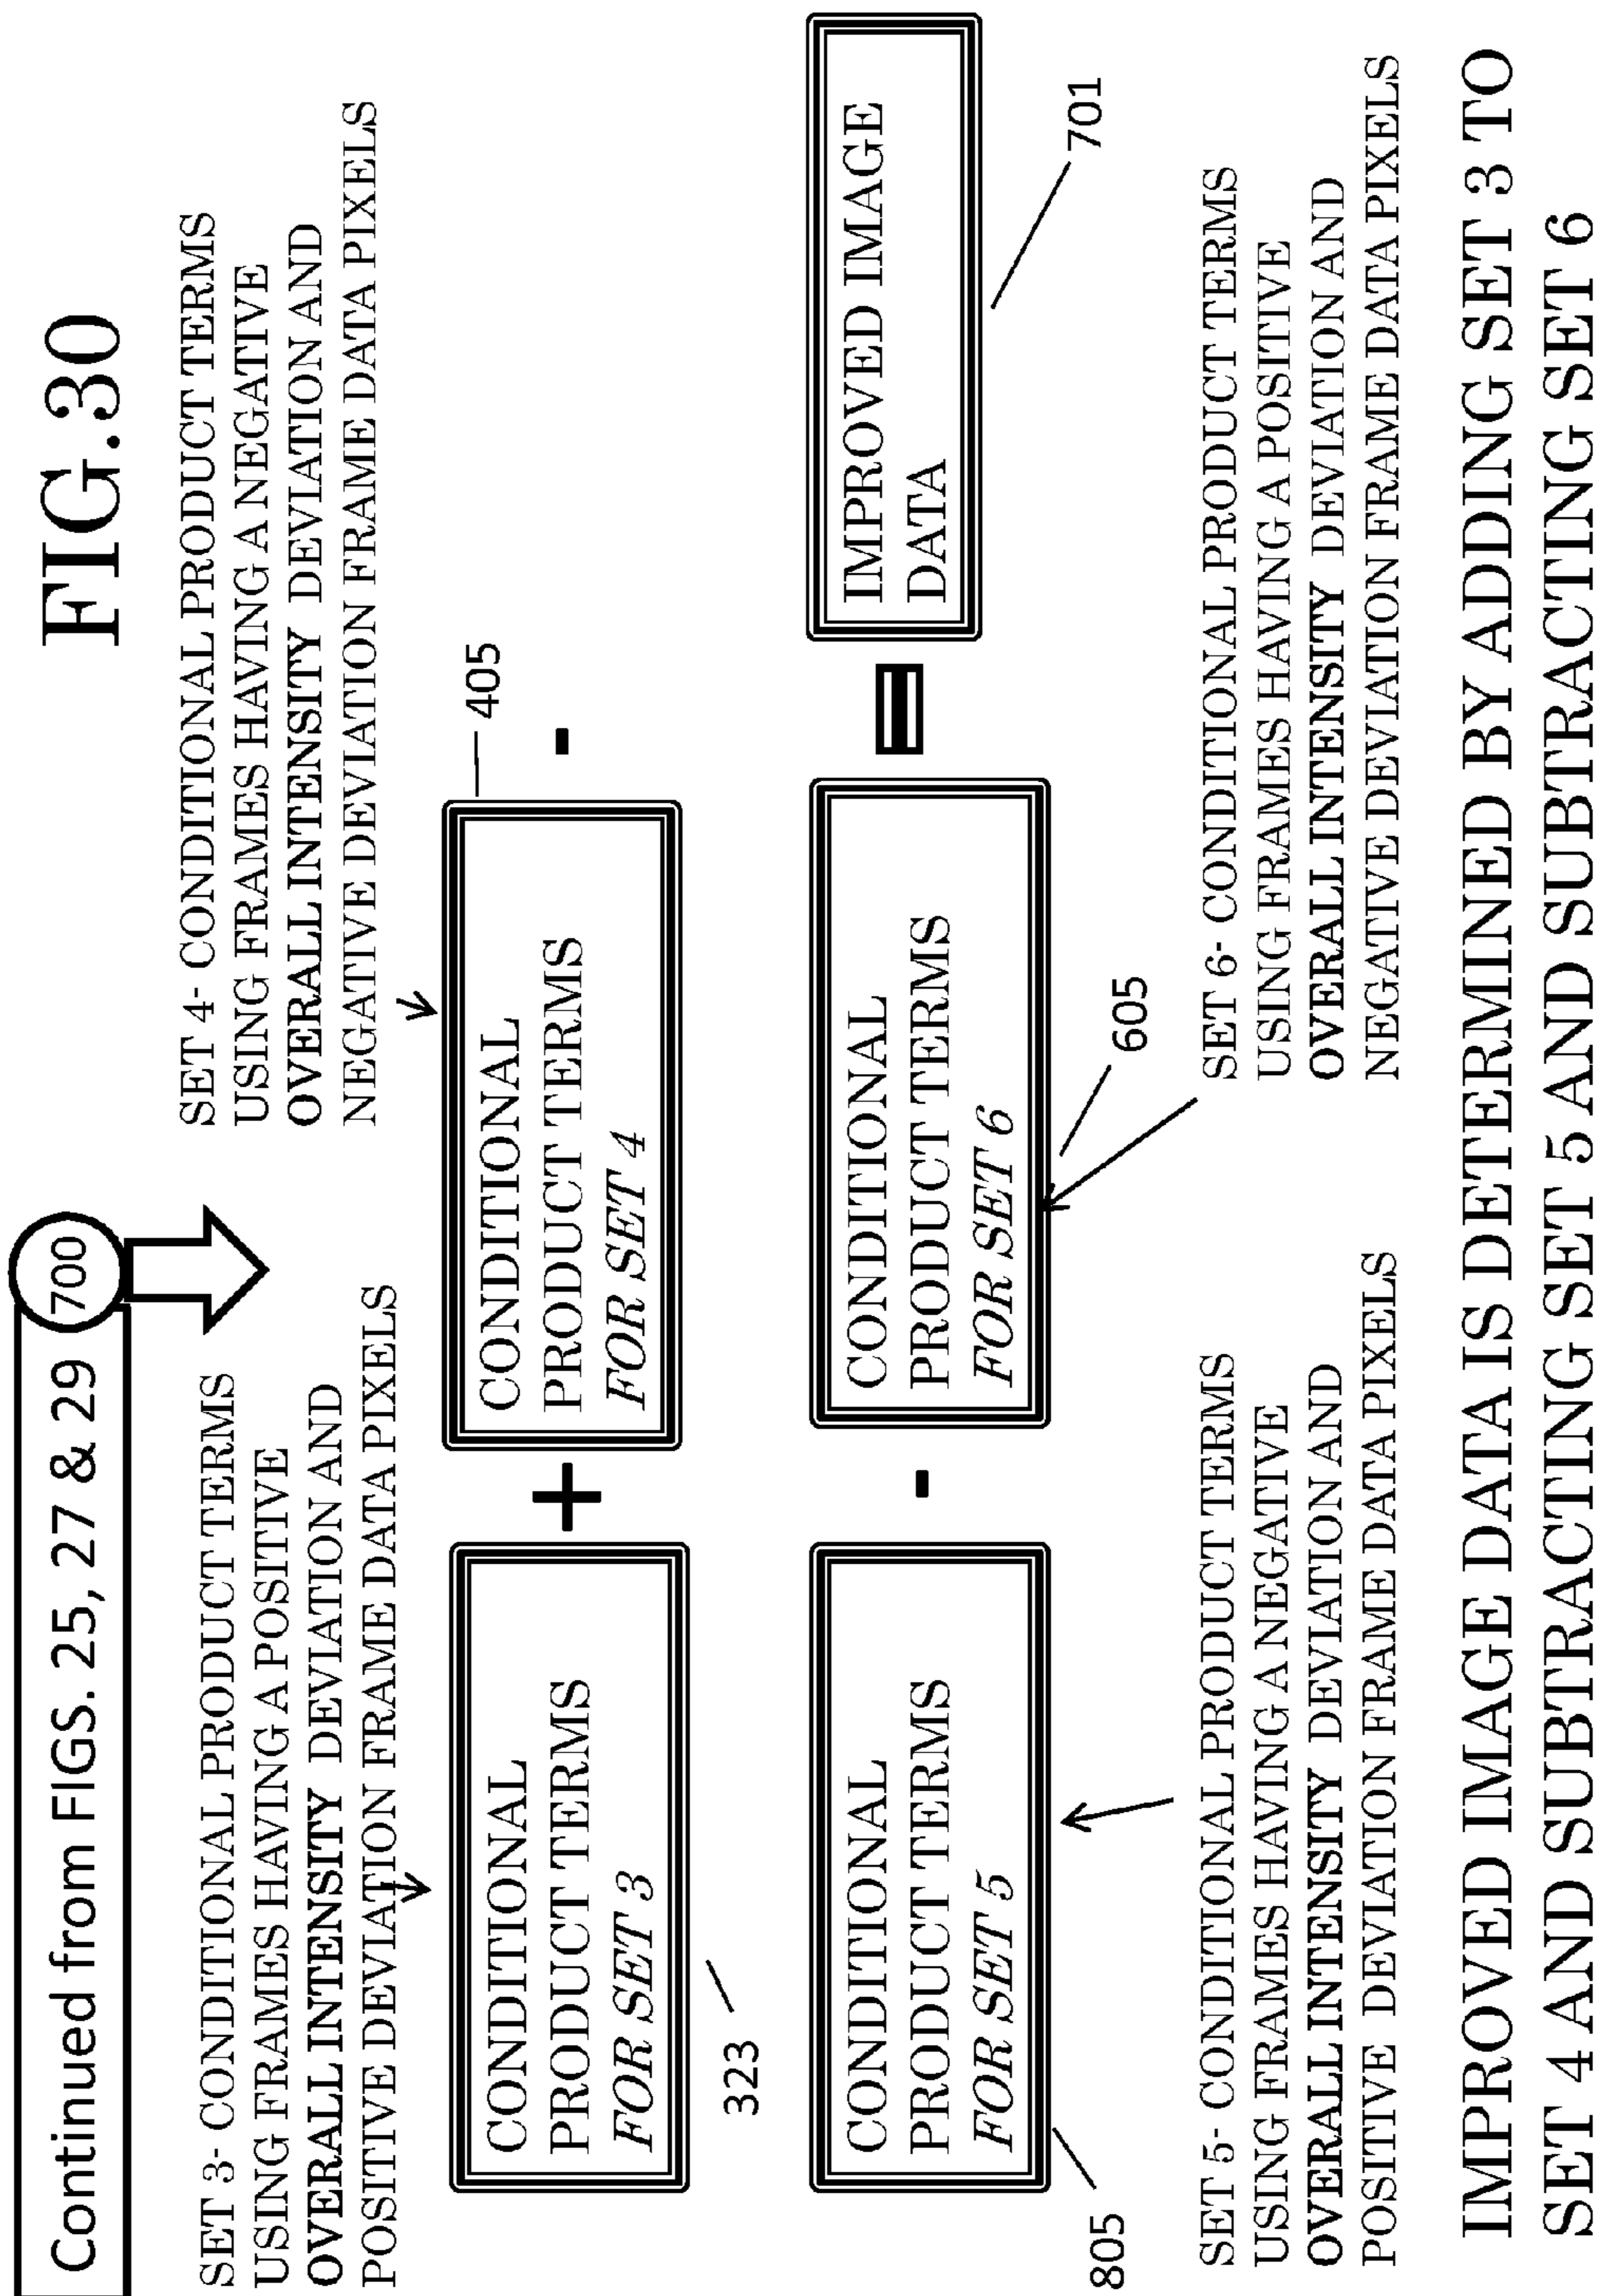 FIG.30
Continued from FIGS. 25, 27 & 29
700
SET 3- CONDITIONAL PRODUCT TERMS
USING FRAMES HAVING A POSITIVE
OVERALL INTENSITY DEVIATION AND
POSITIVE DEVIATION FRAME DATA PIXELS
SET 4- CONDITIONAL PRODUCT TERMS
USING FRAMES HAVING A NEGATIVE
OVERALL INTENSITY DEVIATION AND
NEGATIVE DEVIATION FRAME DATA PIXELS
CONDITIONAL
PRODUCT TERMS
FOR SET 3
323
+
CONDITIONAL
PRODUCT TERMS
FOR SET 4
405
-
CONDITIONAL
PRODUCT TERMS
FOR SET 5
805
-
CONDITIONAL
PRODUCT TERMS
FOR SET 6
605
=
IMPROVED IMAGE
DATA
701
SET 5- CONDITIONAL PRODUCT TERMS
USING FRAMES HAVING A NEGATIVE
OVERALL INTENSITY DEVIATION AND
POSITIVE DEVIATION FRAME DATA PIXELS
SET 6- CONDITIONAL PRODUCT TERMS
USING FRAMES HAVING A POSITIVE
OVERALL INTENSITY DEVIATION AND
NEGATIVE DEVIATION FRAME DATA PIXELS
IMPROVED IMAGE DATA IS DETERMINED BY ADDING SET 3 TO
SET 4 AND SUBTRACTING SET 5 AND SUBTRACTING SET 6